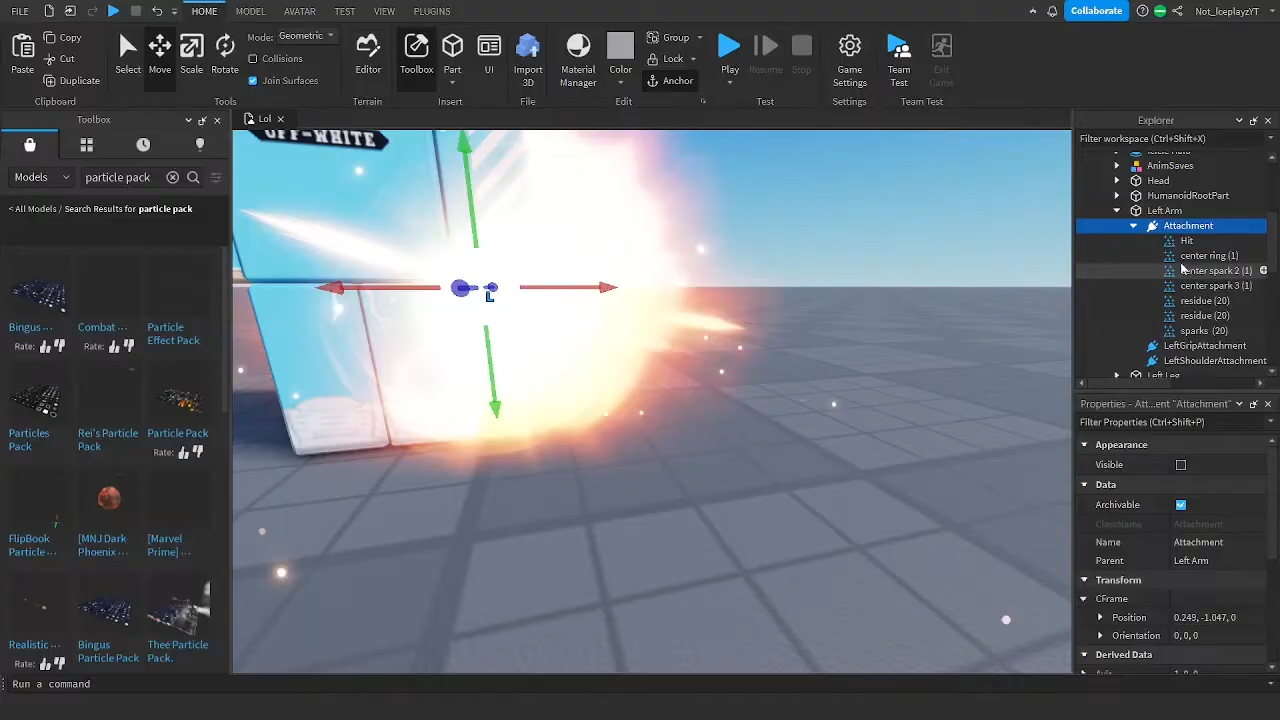 FILE HOME MODEL AVATAR TEST VIEW PLUGINS Collaborate Not_IceplayzYT
Paste Copy Cut Duplicate Select Move Scale Rotate Mode: Geometric Collisions Join Surfaces Editor Toolbox Part UI Import 3D Material Manager Color Group Lock Anchor Play Resume Stop Game Settings Team Test Exit Game
Clipboard Tools Terrain Insert File Edit Test Settings Team Test
Toolbox
Lol
Models particle pack
< All Models / Search Results for particle pack
Bingus ...
Rate:
Combat ...
Rate:
Particle Effect Pack
Particles Pack
Rei's Particle Pack
Particle Pack
Rate:
FlipBook Particle ...
[MNJ Dark Phoenix ...
[Marvel Prime] ...
Realistic ...
Rate:
Bingus Particle Pack
Thee Particle Pack.
OFF-WHITE
L
Explorer
Filter workspace (Ctrl+Shift+X)
AnimSaves
Head
HumanoidRootPart
Left Arm
Attachment
Hit
center ring (1)
center spark 2 (1)
center spark 3 (1)
residue (20)
residue (20)
sparks (20)
LeftGripAttachment
LeftShoulderAttachment
Left Leg
Properties - Att...ent "Attachment"
Filter Properties (Ctrl+Shift+P)
Appearance
Visible
Data
Archivable
ClassName Attachment
Name Attachment
Parent Left Arm
Transform
CFrame
Position 0.249, -1.047, 0
Orientation 0, 0, 0
Derived Data
Run a command